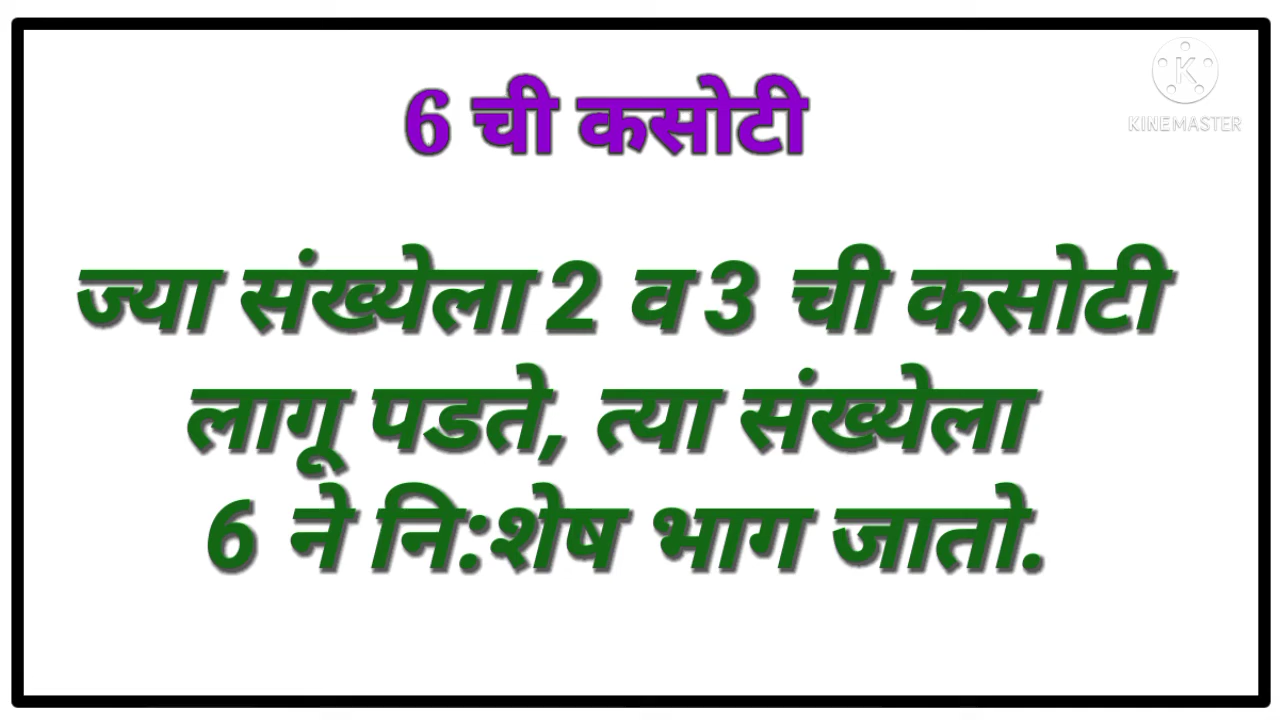 6 ची कसोटी
K
KINEMASTER
ज्या संख्येला 2 व 3 ची कसोटी
लागू पडते, त्या संख्येला
6 ने नि:शेष भाग जातो.